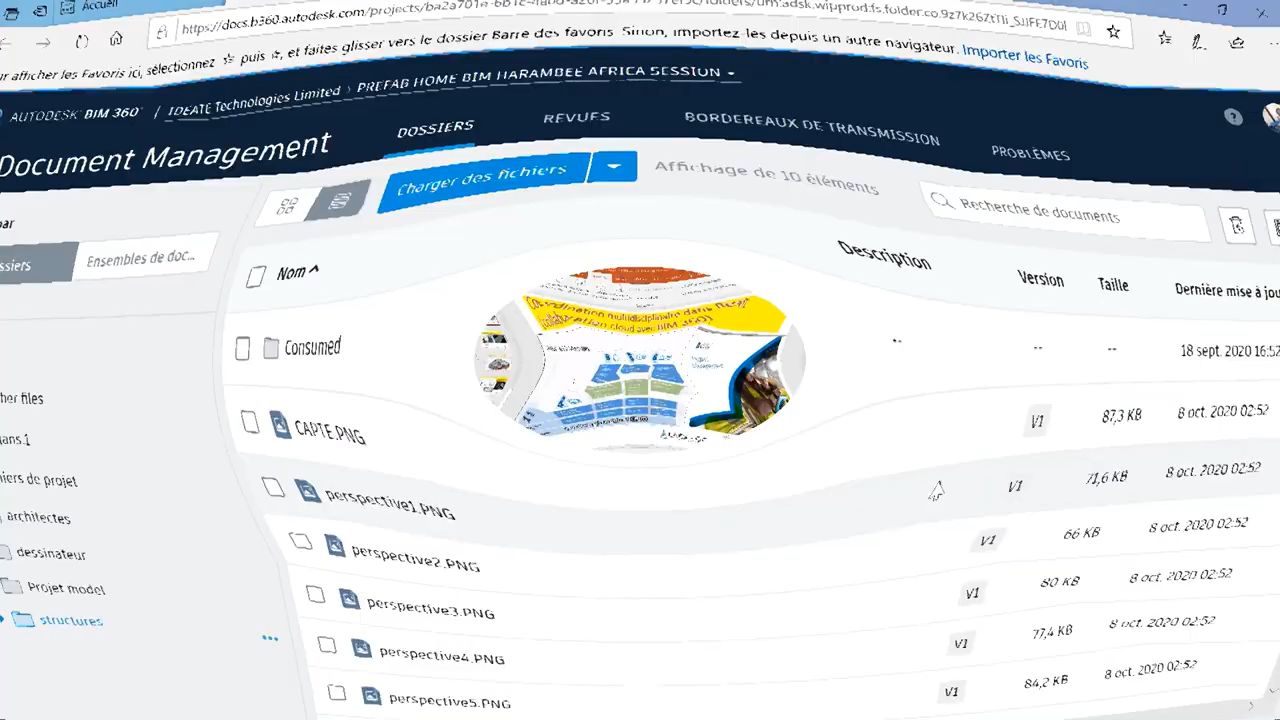 Accueil
https://docs.b360.autodesk.com/projects/
ur afficher les Favoris ici, sélectionnez puis , et faites glisser vers le dossier Barre des favoris. Sinon, importez-les depuis un autre navigateur. Importer les Favoris
AUTODESK BIM 360 / IDEATE Technologies Limited › PREFAB HOME BIM HARAMBEE AFRICA SESSION
Document Management
DOSSIERS REVUES BORDEREAUX DE TRANSMISSION PROBLÈMES
par
Charger des fichiers Affichage de 10 éléments Recherche de documents
ssiers Ensembles de doc...
Nom Description Version Taille Dernière mise à jou
Consumed -- -- -- 18 sept. 2020 16:52
her files
CAPTE.PNG V1 87,3 KB 8 oct. 2020 02:52
lans.1
iers de projet
perspective1.PNG V1 71,6 KB 8 oct. 2020 02:52
architectes
perspective2.PNG V1 66 KB 8 oct. 2020 02:52
dessinateur
Projet model
perspective3.PNG V1 80 KB 8 oct. 2020 02:52
structures
perspective4.PNG V1 77,4 KB 8 oct. 2020 02:52
perspective5.PNG V1 84,2 KB 8 oct. 2020 02:52